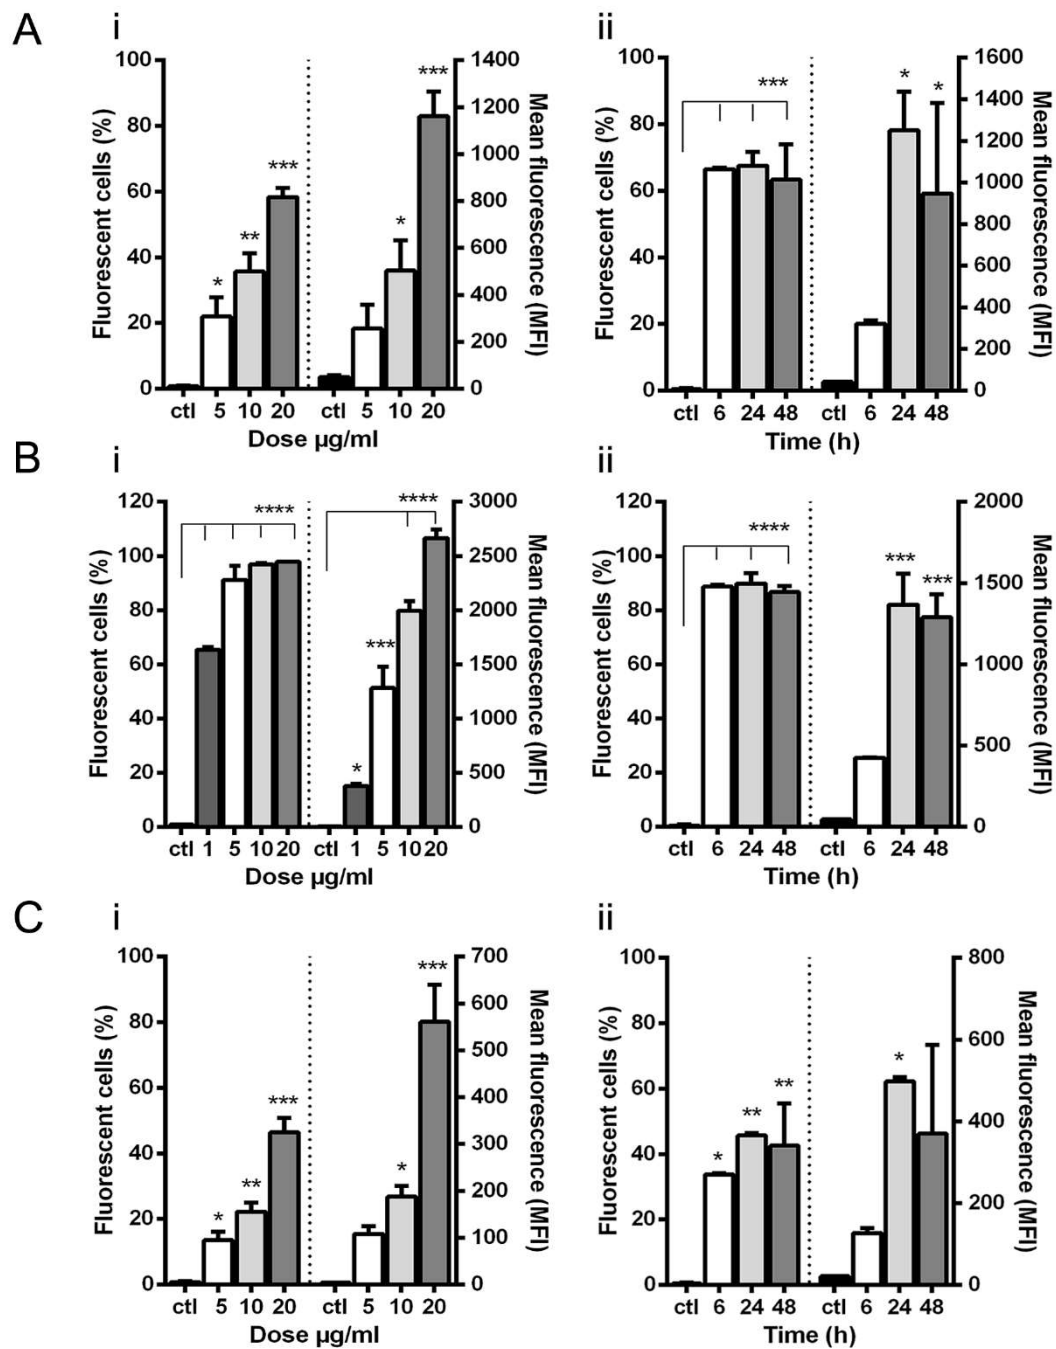 A
i
ii
Fluorescent cells (%)
100
80
60
40
20
0
* ** *** * ***
1400
1200
1000
800
600
400
200
0
Mean fluorescence (MFI)
ctl 5 10 20 ctl 5 10 20
Dose µg/ml
Fluorescent cells (%)
100
80
60
40
20
0
*** * *
1600
1400
1200
1000
800
600
400
200
0
Mean fluorescence (MFI)
ctl 6 24 48 ctl 6 24 48
Time (h)
B
i
ii
Fluorescent cells (%)
120
100
80
60
40
20
0
**** * *** ****
3000
2500
2000
1500
1000
500
0
Mean fluorescence (MFI)
ctl 1 5 10 20 ctl 1 5 10 20
Dose µg/ml
Fluorescent cells (%)
120
100
80
60
40
20
0
**** *** ***
2000
1500
1000
500
0
Mean fluorescence (MFI)
ctl 6 24 48 ctl 6 24 48
Time (h)
C
i
ii
Fluorescent cells (%)
100
80
60
40
20
0
* ** *** * ***
700
600
500
400
300
200
100
0
Mean fluorescence (MFI)
ctl 5 10 20 ctl 5 10 20
Dose µg/ml
Fluorescent cells (%)
100
80
60
40
20
0
* ** ** *
800
600
400
200
0
Mean fluorescence (MFI)
ctl 6 24 48 ctl 6 24 48
Time (h)